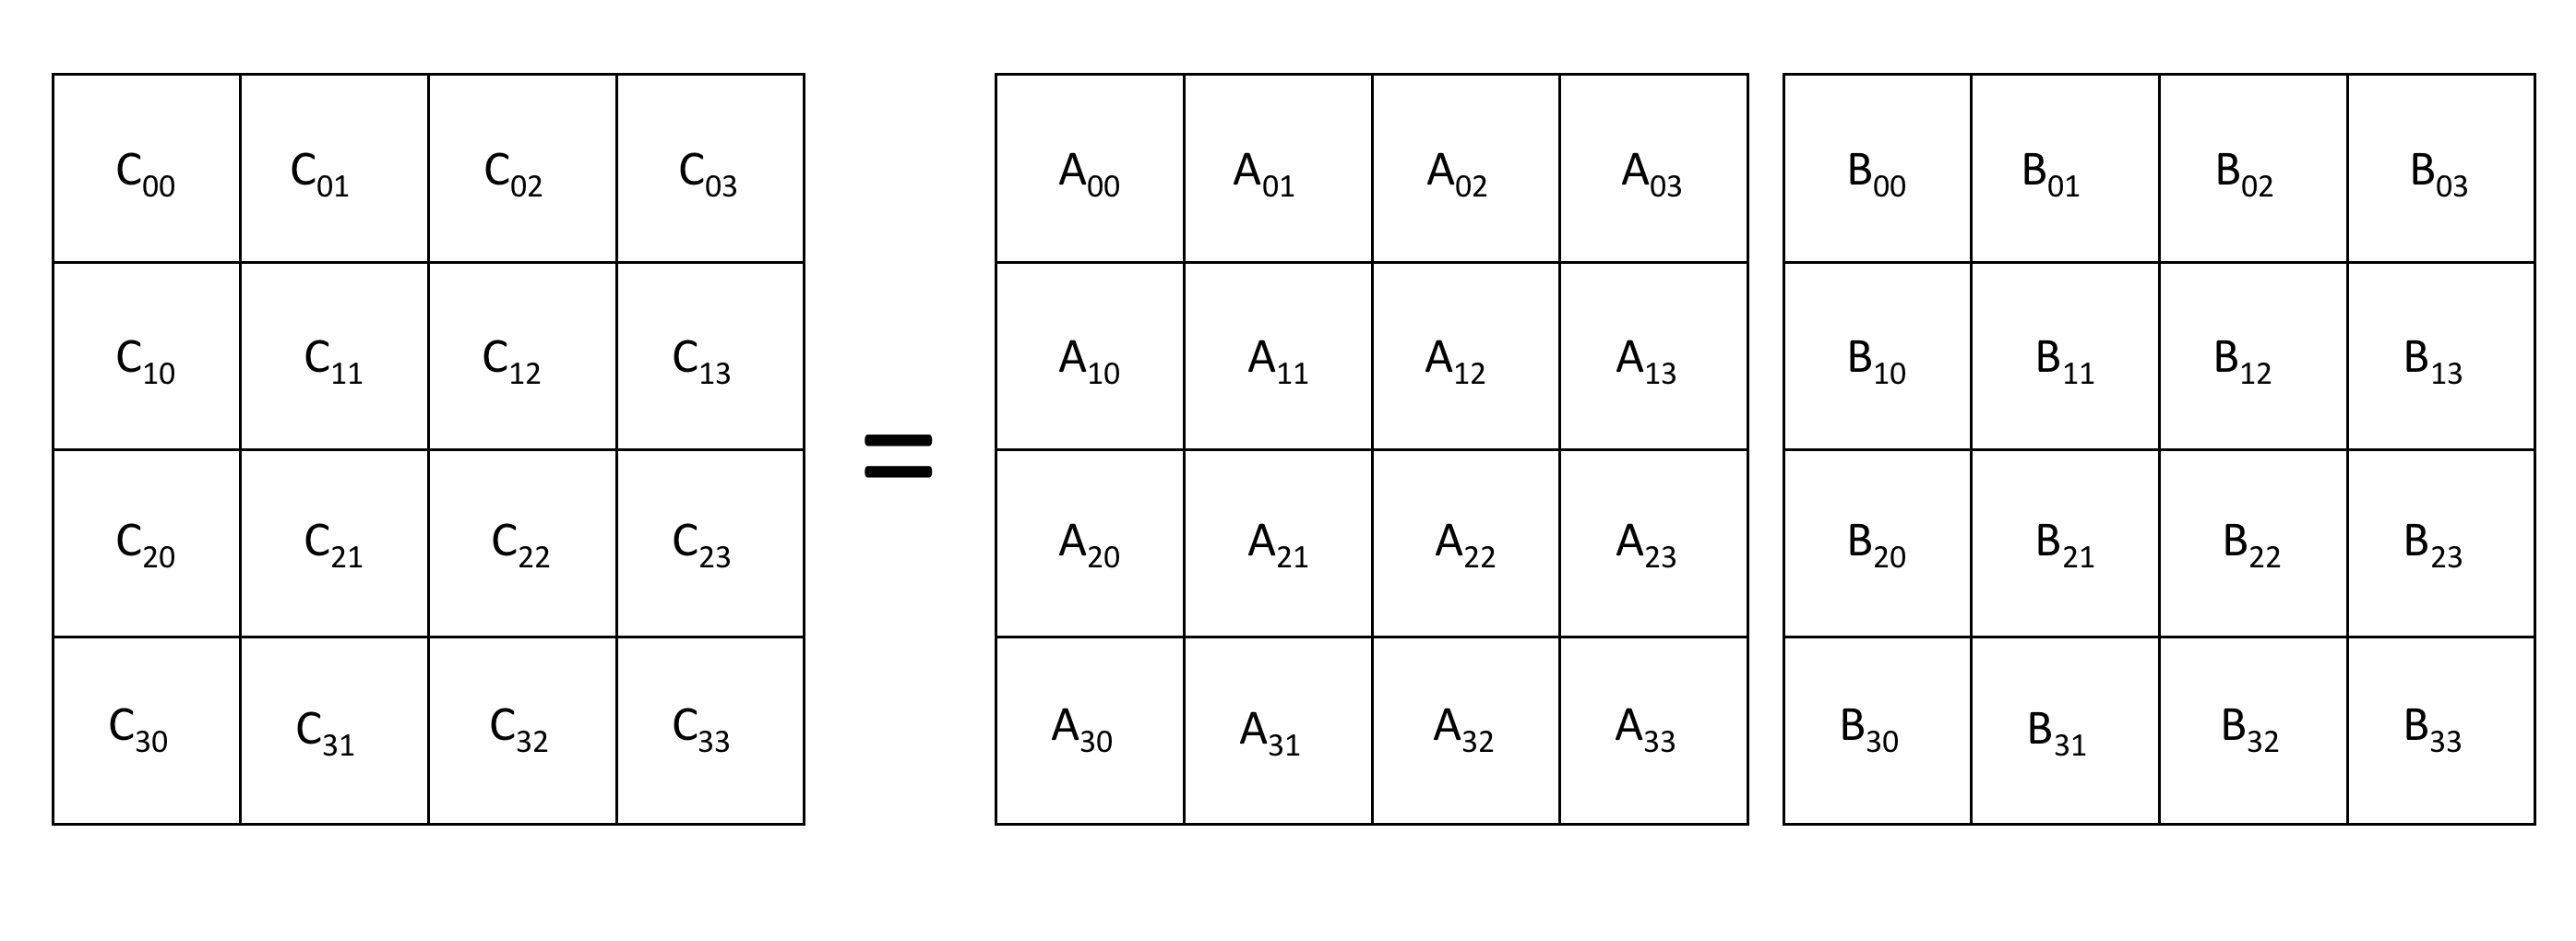 C00 C01 C02 C03 A00 A01 A02 A03 B00 B01 B02 B03
C10 C11 C12 C13 A10 A11 A12 A13 B10 B11 B12 B13
=
C20 C21 C22 C23 A20 A21 A22 A23 B20 B21 B22 B23
C30 C31 C32 C33 A30 A31 A32 A33 B30 B31 B32 B33